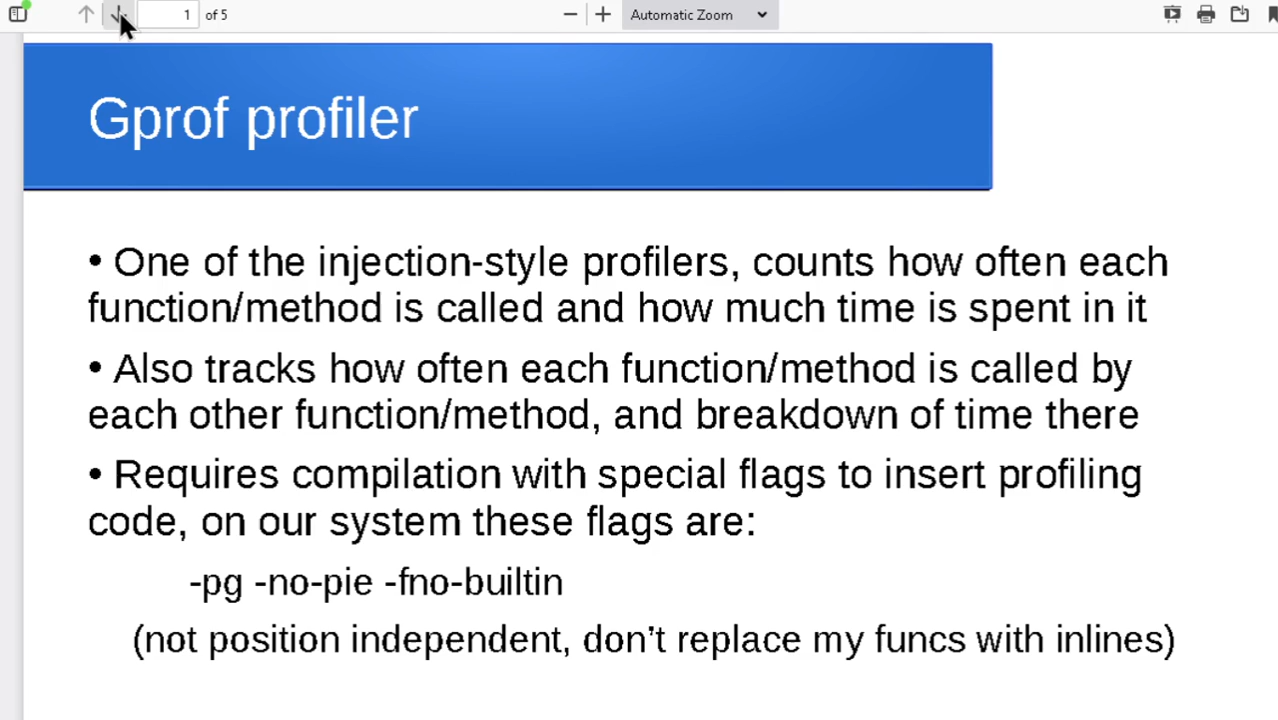 1 of 5 Automatic Zoom
Gprof profiler
• One of the injection-style profilers, counts how often each
function/method is called and how much time is spent in it
• Also tracks how often each function/method is called by
each other function/method, and breakdown of time there
• Requires compilation with special flags to insert profiling
code, on our system these flags are:
-pg -no-pie -fno-builtin
(not position independent, don’t replace my funcs with inlines)